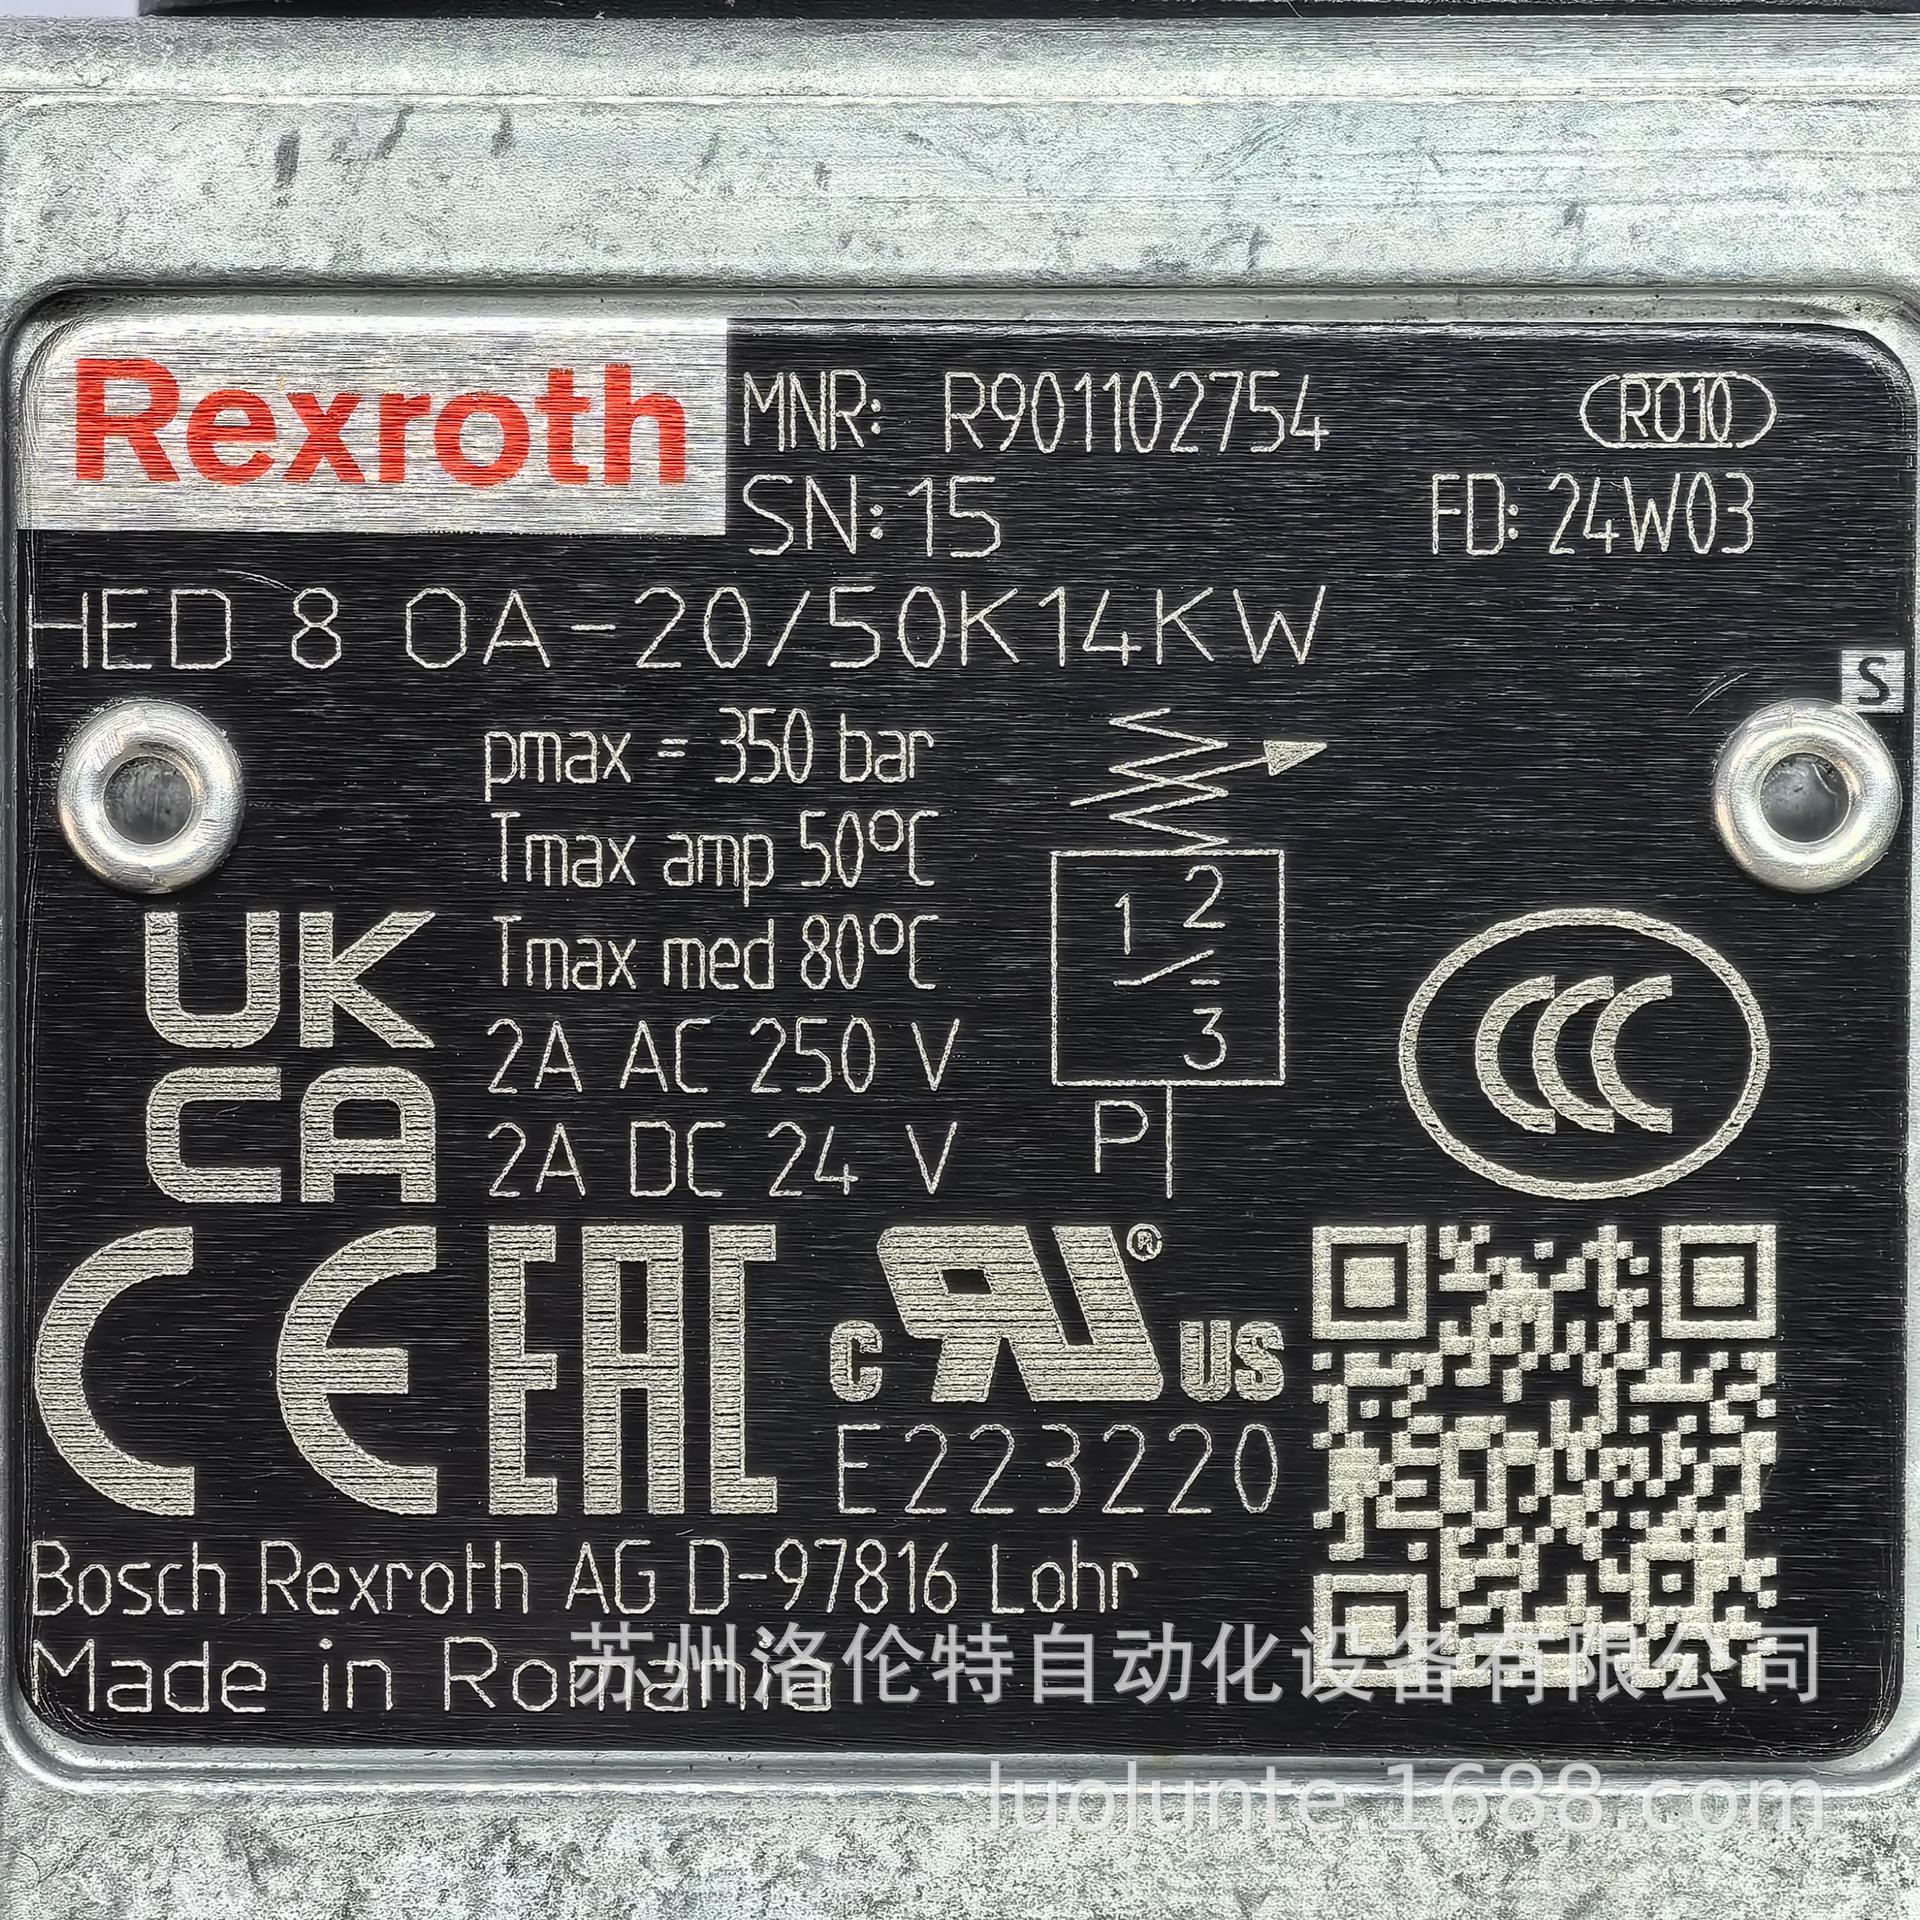 Rexroth
MNR: R901102754
R010
SN:15
FD: 24W03
HED 8 OA-20/50K14KW
S
pmax = 350 bar
Tmax amp 50°C
Tmax med 80°C
2A AC 250 V
2A DC 24 V
1
2
3
P
UK
CA
CCC
CE
EAC
c RU ® US
E223220
Bosch Rexroth AG D-97816 Lohr
Made in Romania
苏州洛伦特自动化设备有限公司
luolunte.1688.com